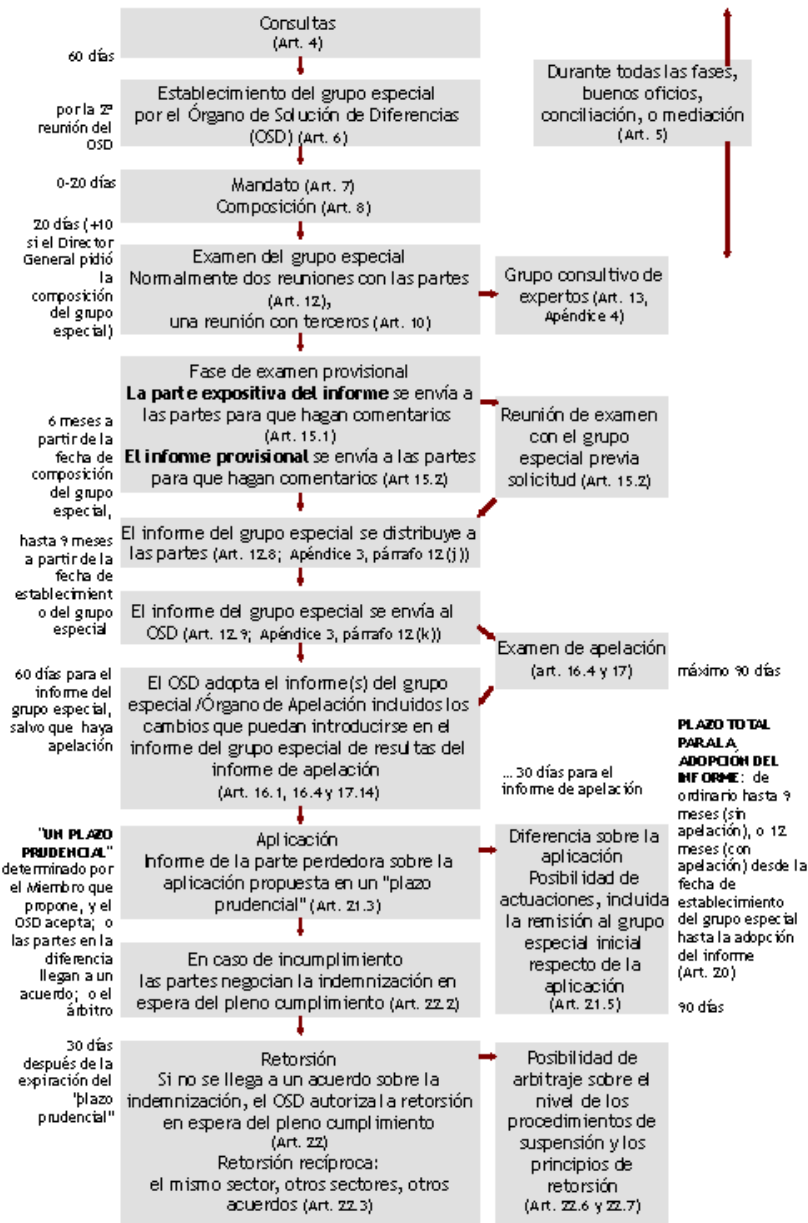 Consultas
(Art. 4)
60 días
Durante todas las fases,
buenos oficios,
conciliación, o mediación
(Art. 5)
Establecimiento del grupo especial
por el Órgano de Solución de Diferencias
(OSD) (Art. 6)
por la 2ª
reunión del
OSD
0-20 días
Mandato (Art. 7)
Composición (Art. 8)
20 días (+10
si el Director
General pidió
la
composición
del grupo
especial)
Examen del grupo especial
Normalmente dos reuniones con las partes
(Art. 12),
una reunión con terceros (Art. 10)
Grupo consultivo de
expertos (Art. 13,
Apéndice 4)
Fase de examen provisional
La parte expositiva del informe se envía a
las partes para que hagan comentarios
(Art. 15.1)
El informe provisional se envía a las partes
para que hagan comentarios (Art 15.2)
Reunión de examen
con el grupo
especial previa
solicitud (Art. 15.2)
6 meses a
partir de la
fecha de
composición
del grupo
especial,
hasta 9 meses
a partir de la
fecha de
establecimient
o del grupo
especial
El informe del grupo especial se distribuye a
las partes (Art. 12.8; Apéndice 3, párrafo 12(j))
El informe del grupo especial se envía al
OSD (Art. 12.9; Apéndice 3, párrafo 12(k))
Examen de apelación
(art. 16.4 y 17)
máximo 90 días
60 días para el
informe del
grupo especial,
salvo que haya
apelación
El OSD adopta el informe(s) del grupo
especial/Órgano de Apelación incluidos los
cambios que puedan introducirse en el
informe del grupo especial de resultas del
informe de apelación
(Art. 16.1, 16.4 y 17.14)
... 30 días para el
informe de apelación
PLAZO TOTAL
PARA LA
ADOPCIÓN DEL
INFORME: de
ordinario hasta 9
meses (sin
apelación), o 12
meses (con
apelación) desde la
fecha de
establecimiento
del grupo especial
hasta la adopción
del informe
(Art. 20)
"UN PLAZO
PRUDENCIAL"
determinado por
el Miembro que
propone, y el
OSD acepta; o
las partes en la
diferencia
llegan a un
acuerdo; o el
árbitro
Aplicación
Informe de la parte perdedora sobre la
aplicación propuesta en un "plazo
prudencial" (Art. 21.3)
Diferencia sobre la
aplicación
Posibilidad de
actuaciones, incluida
la remisión al grupo
especial inicial
respecto de la
aplicación
(Art. 21.5)
90 días
En caso de incumplimiento
las partes negocian la indemnización en
espera del pleno cumplimiento (Art. 22.2)
30 días
después de la
expiración del
"plazo
prudencial"
Retorsión
Si no se llega a un acuerdo sobre la
indemnización, el OSD autoriza la retorsión
en espera del pleno cumplimiento
(Art. 22)
Retorsión recíproca:
el mismo sector, otros sectores, otros
acuerdos (Art. 22.3)
Posibilidad de
arbitraje sobre el
nivel de los
procedimientos de
suspensión y los
principios de
retorsión
(Art. 22.6 y 22.7)